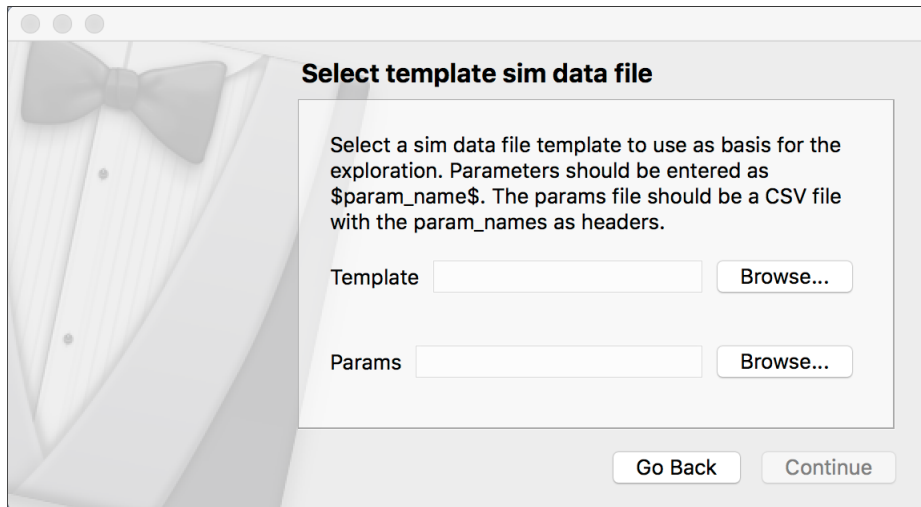 Select template sim data file
Select a sim data file template to use as basis for the
exploration. Parameters should be entered as
$param_name$. The params file should be a CSV file
with the param_names as headers.
Template Browse...
Params Browse...
Go Back Continue